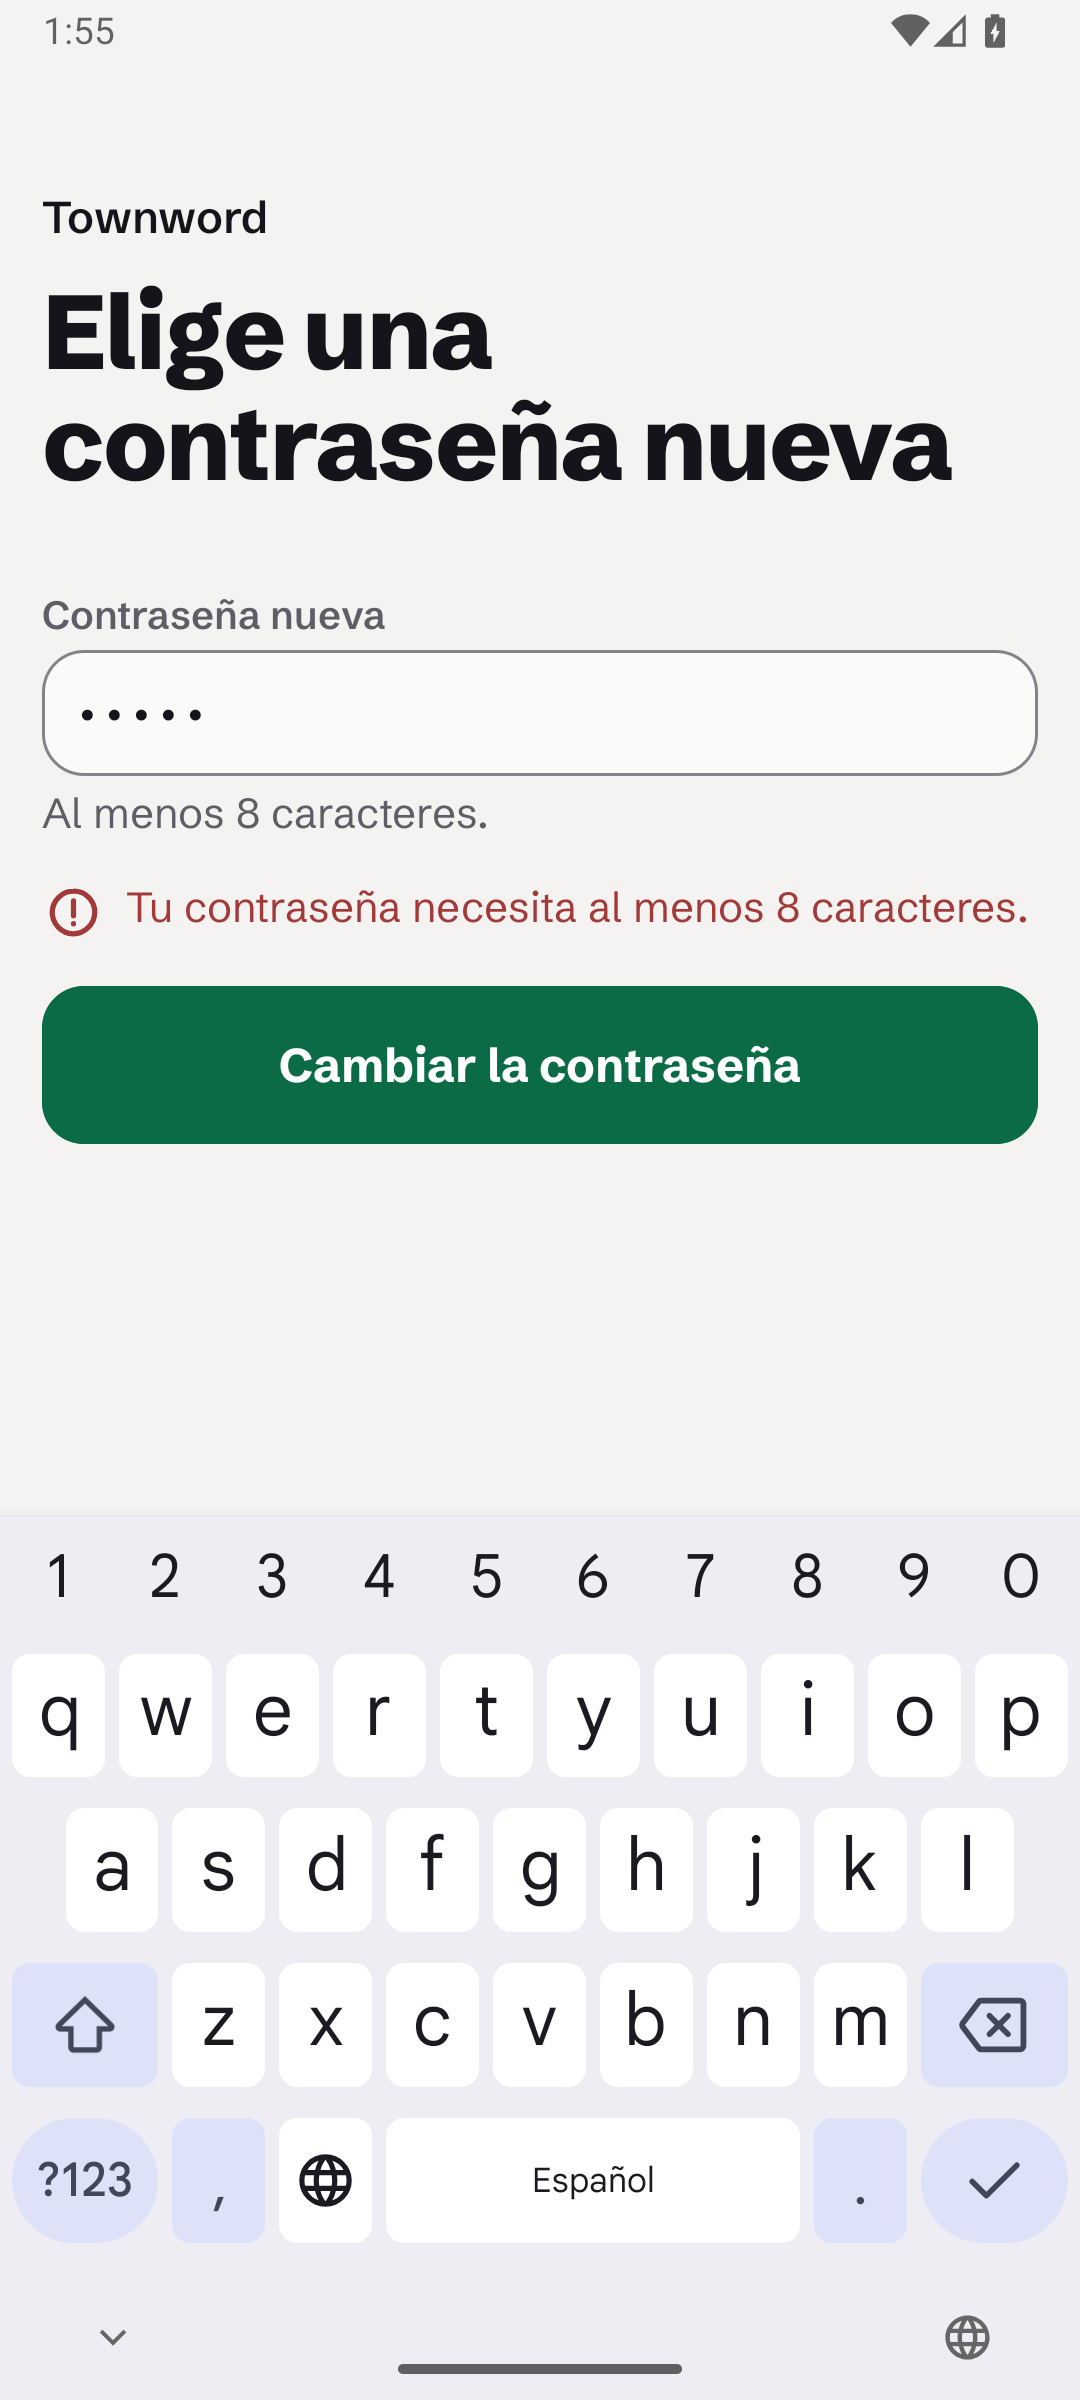 1:55
Townword
Elige una
contraseña nueva
Contraseña nueva
•••••
Al menos 8 caracteres.
Tu contraseña necesita al menos 8 caracteres.
Cambiar la contraseña
1 2 3 4 5 6 7 8 9 0
q w e r t y u i o p
a s d f g h j k l
z x c v b n m
?123 , Español .